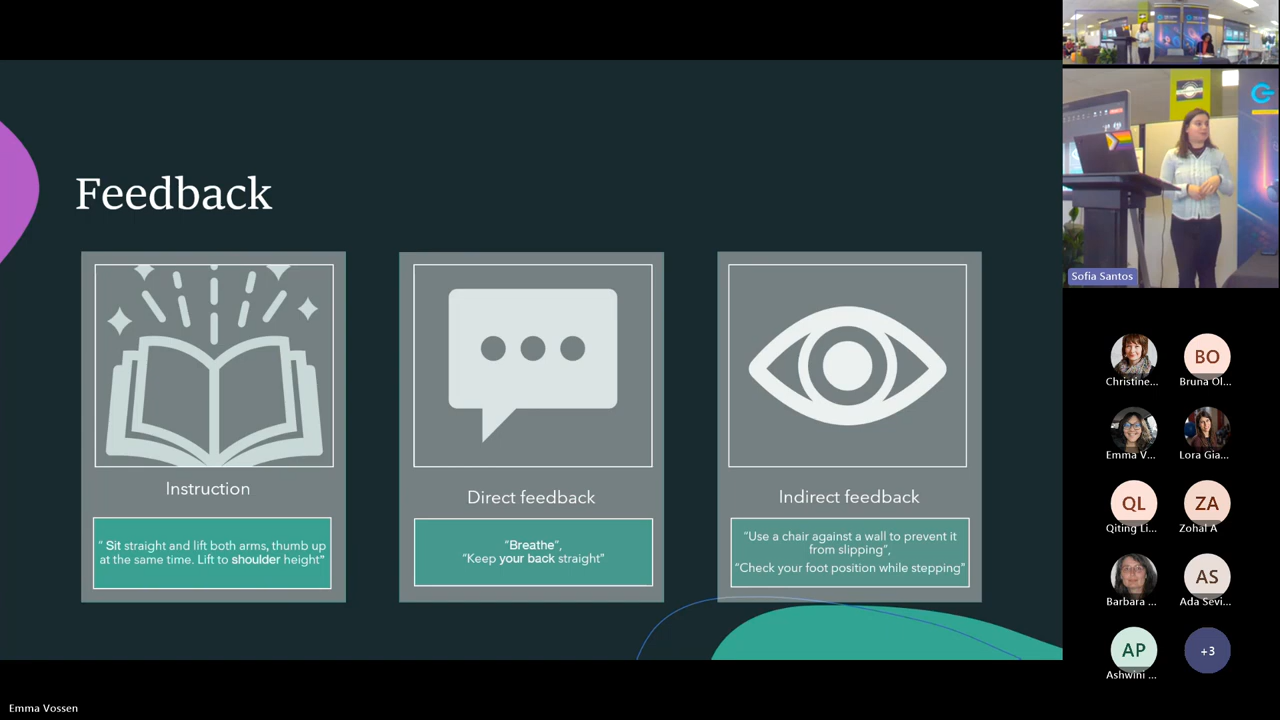 Feedback
Instruction
" Sit straight and lift both arms, thumb up
at the same time. Lift to shoulder height"
Direct feedback
"Breathe",
"Keep your back straight"
Indirect feedback
"Use a chair against a wall to prevent it
from slipping",
"Check your foot position while stepping"
Sofia Santos
Christine...
BO
Bruna Ol...
Emma V...
Lora Gia...
QL
Qiting Li...
ZA
Zohal A
Barbara ...
AS
Ada Sevi...
AP
Ashwini ...
+3
Emma Vossen